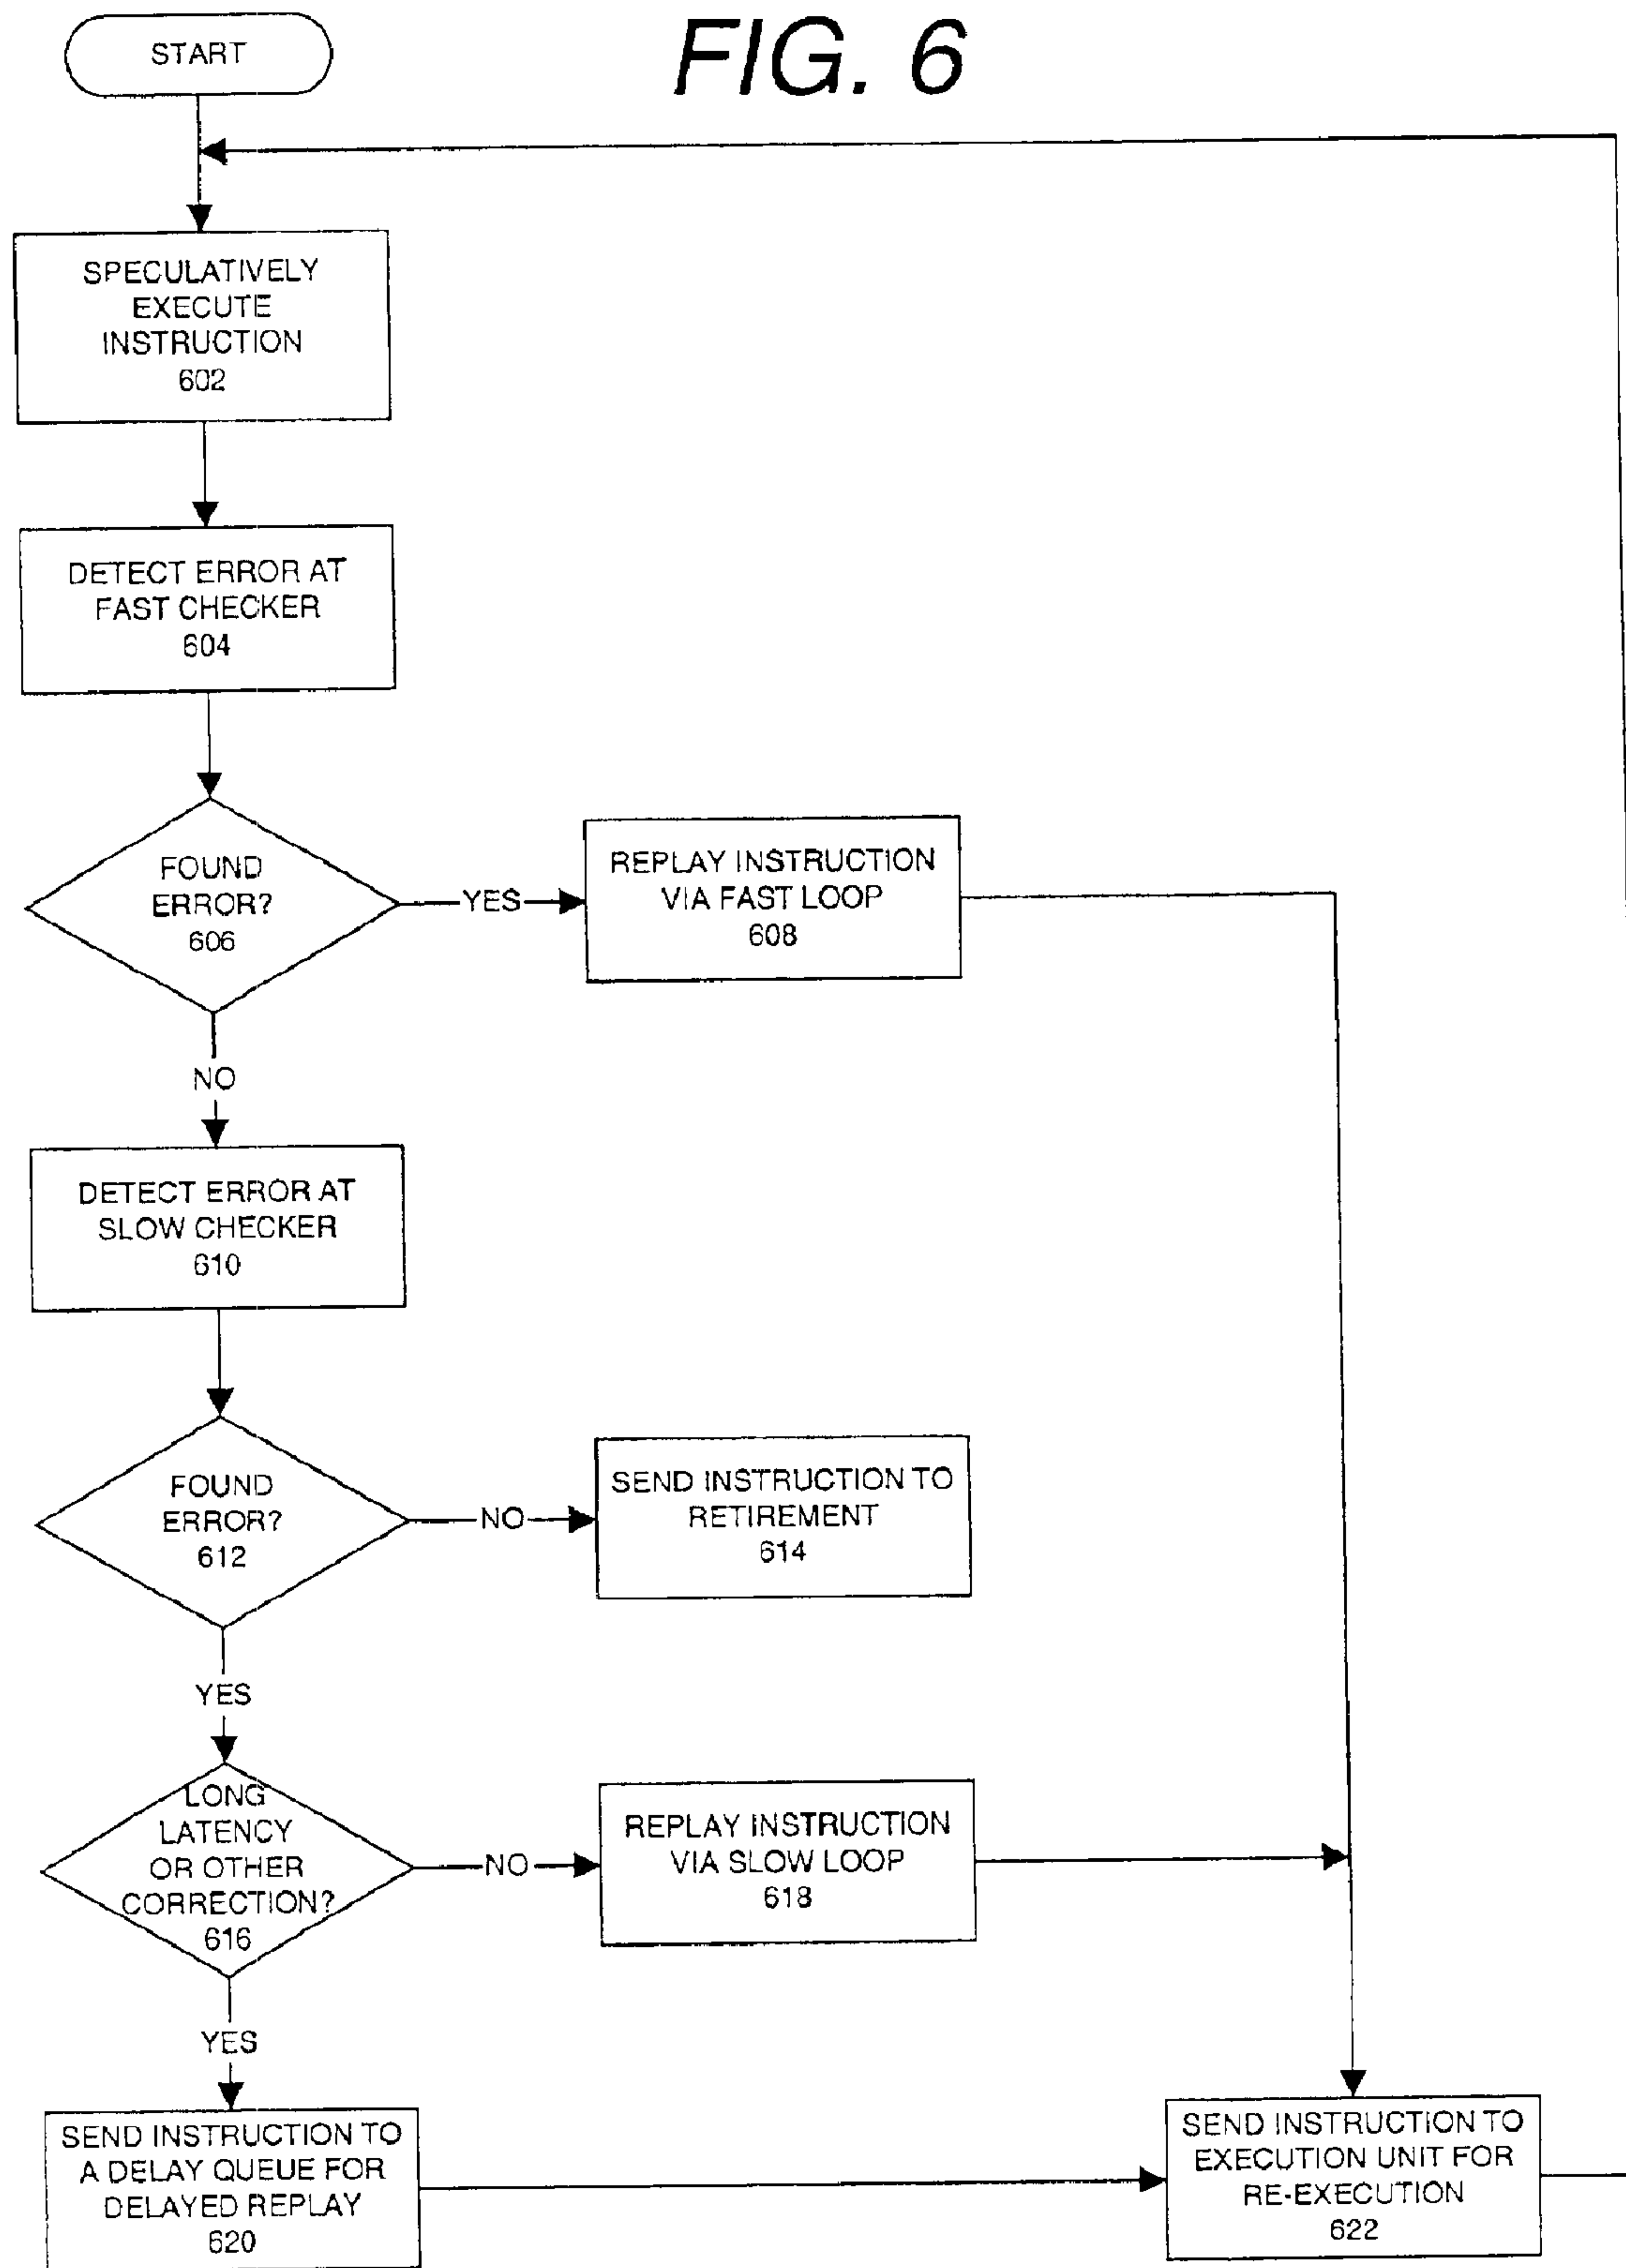 FIG. 6
START
SPECULATIVELY
EXECUTE
INSTRUCTION
602
DETECT ERROR AT
FAST CHECKER
604
FOUND
ERROR?
606
YES
REPLAY INSTRUCTION
VIA FAST LOOP
608
NO
DETECT ERROR AT
SLOW CHECKER
610
FOUND
ERROR?
612
NO
SEND INSTRUCTION TO
RETIREMENT
614
YES
LONG
LATENCY
OR OTHER
CORRECTION?
616
NO
REPLAY INSTRUCTION
VIA SLOW LOOP
618
YES
SEND INSTRUCTION TO
A DELAY QUEUE FOR
DELAYED REPLAY
620
SEND INSTRUCTION TO
EXECUTION UNIT FOR
RE-EXECUTION
622